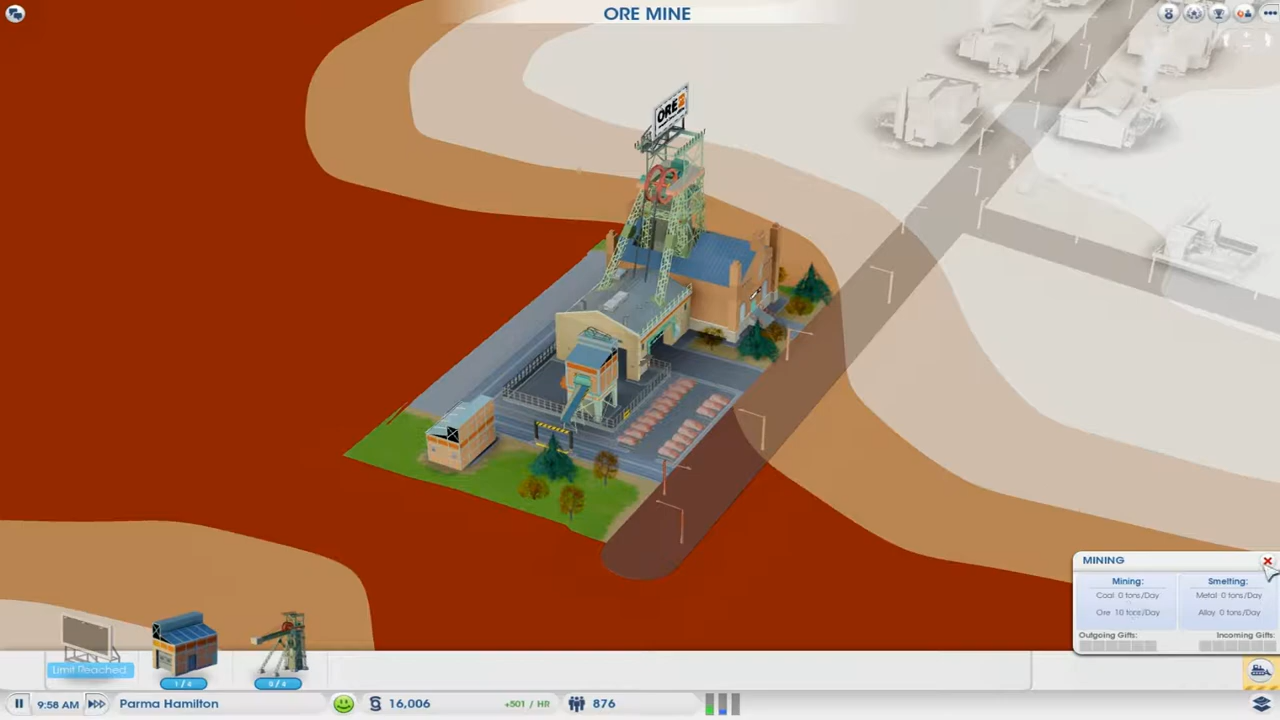 ORE MINE
ORE
MINING
Mining:
Smelting:
Coal 0 tons/Day
Metal 0 tons/Day
Ore 10 tons/Day
Alloy 0 tons/Day
Outgoing Gifts:
Incoming Gifts:
Limit Reached
1/4
9:58 AM
Parma Hamilton
16,006
+501 / HR
876